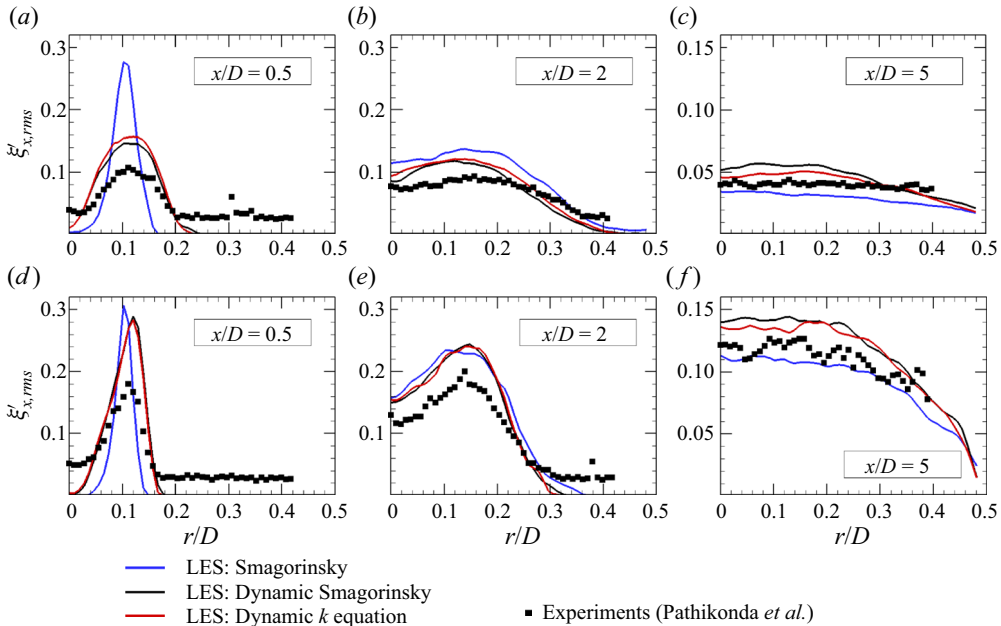 (a) (b) (c)
0.3 0.3 0.15
x/D = 0.5 x/D = 2 x/D = 5
0.2 0.2 0.10
ξ′x,rms
0.1 0.1 0.05
0 0.1 0.2 0.3 0.4 0.5 0 0.1 0.2 0.3 0.4 0.5 0 0.1 0.2 0.3 0.4 0.5
(d) (e) (f)
0.3 0.3 0.15
x/D = 0.5 x/D = 2
0.2 0.2 0.10
ξ′x,rms
0.1 0.1 0.05
x/D = 5
0 0.1 0.2 0.3 0.4 0.5 0 0.1 0.2 0.3 0.4 0.5 0 0.1 0.2 0.3 0.4 0.5
r/D r/D r/D
LES: Smagorinsky
LES: Dynamic Smagorinsky
LES: Dynamic k equation
Experiments (Pathikonda et al.)